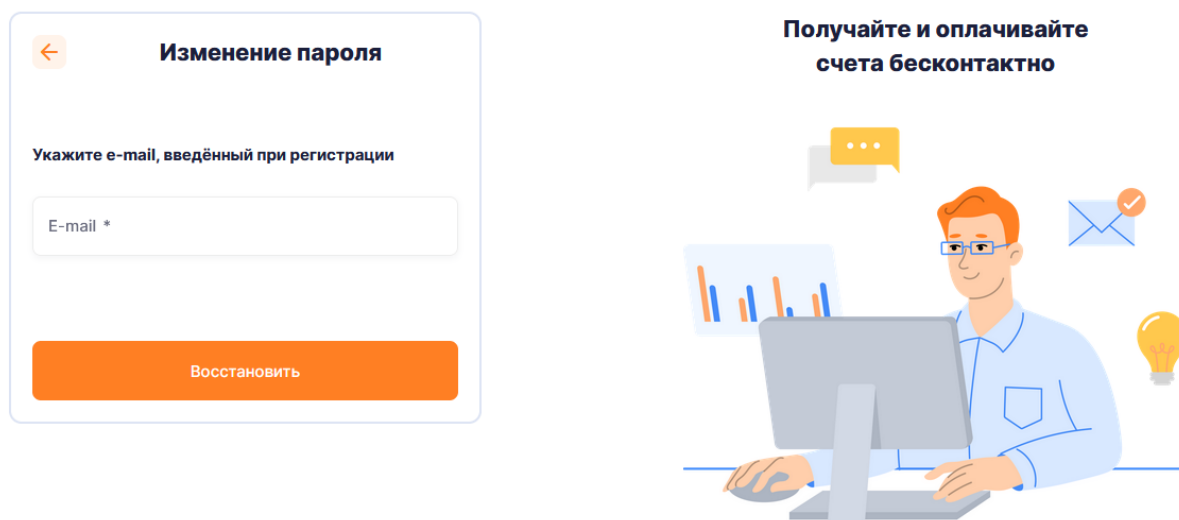 Изменение пароля
Укажите e-mail, введённый при регистрации
E-mail *
Восстановить
Получайте и оплачивайте
счета бесконтактно